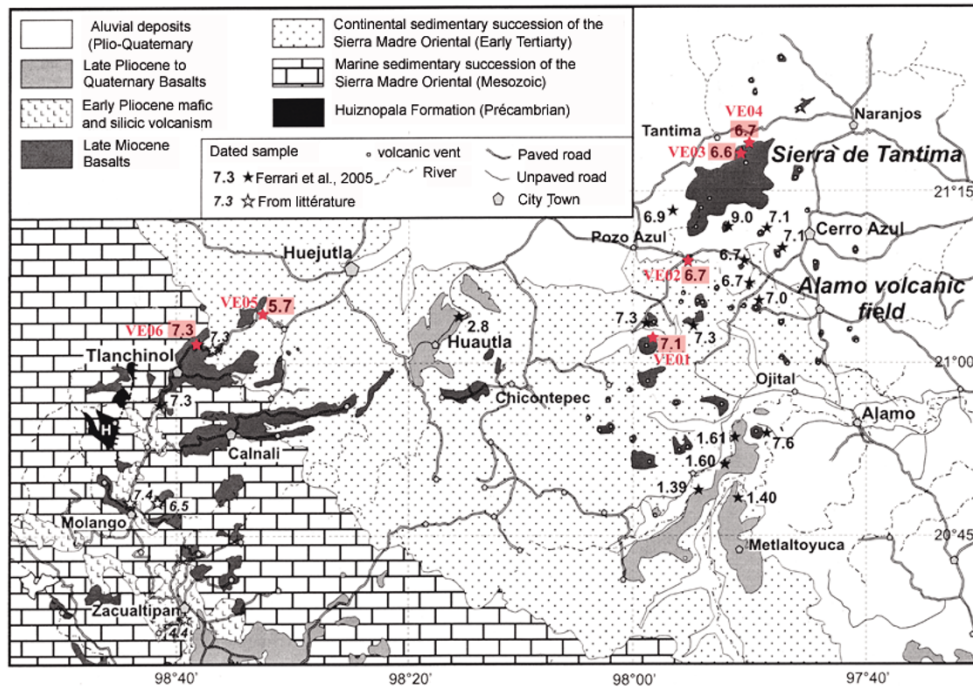 Aluvial deposits
(Plio-Quaternary
Late Pliocene to
Quaternary Basalts
Early Pliocene mafic
and silicic volcanism
Late Miocene
Basalts
Continental sedimentary succession of the
Sierra Madre Oriental (Early Tertiarty)
Marine sedimentary succession of the
Sierra Madre Oriental (Mesozoic)
Huiznopala Formation (Précambrian)
Dated sample
7.3 Ferrari et al., 2005
7.3 From littérature
volcanic vent
River
Paved road
Unpaved road
City Town
VE04
6.7
Naranjos
Tantima
VE03 6.6
Sierra de Tantima
21°15
6.9
9.0
7.1
Cerro Azul
7.1
Pozo Azul
6.7
VE02 6.7
6.7
Alamo volcanic
field
7.0
7.3
7.3
7.1
VE01
21°00
Huejutla
VE05 5.7
VE06 7.3
7.3
Tlanchinol
2.8
Huautla
7.3
Chicontepec
Ojital
Alamo
H
Calnali
1.61
7.6
1.60
1.39
1.40
7.4
6.5
Molango
20°45
Metlaltoyuca
Zacualtipan
4.4
98°40
98°20
98°00
97°40'